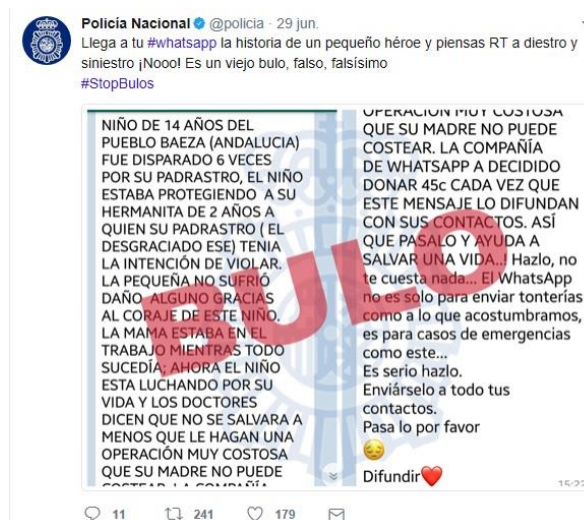 Policía Nacional @policia · 29 jun.
Llega a tu #whatsapp la historia de un pequeño héroe y piensas RT a diestro y
siniestro ¡Nooo! Es un viejo bulo, falso, falsísimo
#StopBulos
NIÑO DE 14 AÑOS DEL
PUEBLO BAEZA (ANDALUCIA)
FUE DISPARADO 6 VECES
POR SU PADRASTRO, EL NIÑO
ESTABA PROTEGIENDO A SU
HERMANITA DE 2 AÑOS A
QUIEN SU PADRASTRO ( EL
DESGRACIADO ESE) TENIA
LA INTENCIÓN DE VIOLAR.
LA PEQUEÑA NO SUFRIÓ
DAÑO ALGUNO GRACIAS
AL CORAJE DE ESTE NIÑO.
LA MAMA ESTABA EN EL
TRABAJO MIENTRAS TODO
SUCEDÍA; AHORA EL NIÑO
ESTA LUCHANDO POR SU
VIDA Y LOS DOCTORES
DICEN QUE NO SE SALVARA A
MENOS QUE LE HAGAN UNA
OPERACIÓN MUY COSTOSA
QUE SU MADRE NO PUEDE
COSTEAR. LA COMPAÑÍA
OPERACIÓN MUY COSTOSA
QUE SU MADRE NO PUEDE
COSTEAR. LA COMPAÑÍA
DE WHATSAPP A DECIDIDO
DONAR 45c CADA VEZ QUE
ESTE MENSAJE LO DIFUNDAN
CON SUS CONTACTOS. ASÍ
QUE PASALO Y AYUDA A
SALVAR UNA VIDA..! Hazlo, no
te cuesta nada... El WhatsApp
no es solo para enviar tonterías
como a lo que acostumbramos,
es para casos de emergencias
como este...
Es serio hazlo.
Enviárselo a todo tus
contactos.
Pasa lo por favor
😔
Difundir❤️
15:22
BULO
11 241 179